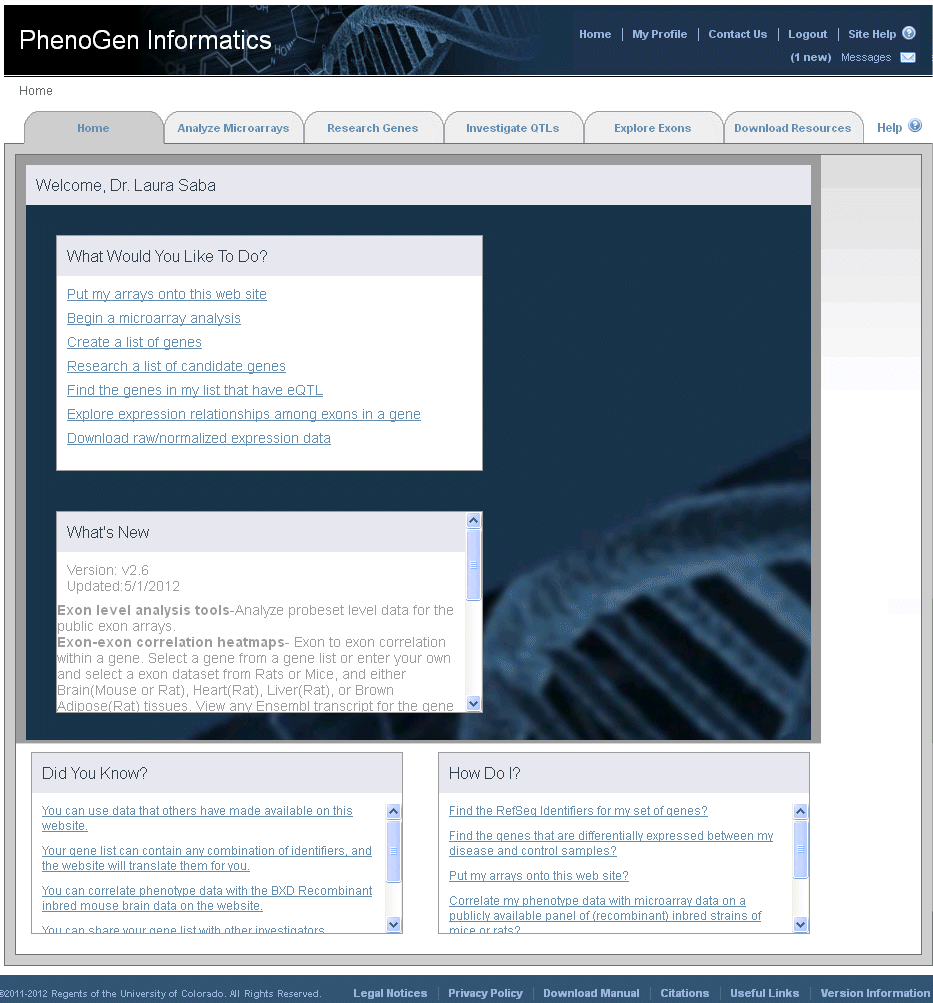 PhenoGen Informatics
Home
My Profile
Contact Us
Logout
Site Help
(1 new) Messages
Home
Home
Analyze Microarrays
Research Genes
Investigate QTLs
Explore Exons
Download Resources
Help
Welcome, Dr. Laura Saba
What Would You Like To Do?
Put my arrays onto this web site
Begin a microarray analysis
Create a list of genes
Research a list of candidate genes
Find the genes in my list that have eQTL
Explore expression relationships among exons in a gene
Download raw/normalized expression data
What's New
Version: v2.6
Updated:5/1/2012
Exon level analysis tools-Analyze probeset level data for the
public exon arrays.
Exon-exon correlation heatmaps- Exon to exon correlation
within a gene. Select a gene from a gene list or enter your own
and select a exon dataset from Rats or Mice, and either
Brain(Mouse or Rat), Heart(Rat), Liver(Rat), or Brown
Adipose(Rat) tissues. View any Ensembl transcript for the gene
Did You Know?
You can use data that others have made available on this
website.
Your gene list can contain any combination of identifiers, and
the website will translate them for you.
You can correlate phenotype data with the BXD Recombinant
inbred mouse brain data on the website.
You can share your gene list with other investigators
How Do I?
Find the RefSeq Identifiers for my set of genes?
Find the genes that are differentially expressed between my
disease and control samples?
Put my arrays onto this web site?
Correlate my phenotype data with microarray data on a
publicly available panel of (recombinant) inbred strains of
mice or rats?
©2011-2012 Regents of the University of Colorado. All Rights Reserved.
Legal Notices
Privacy Policy
Download Manual
Citations
Useful Links
Version Information